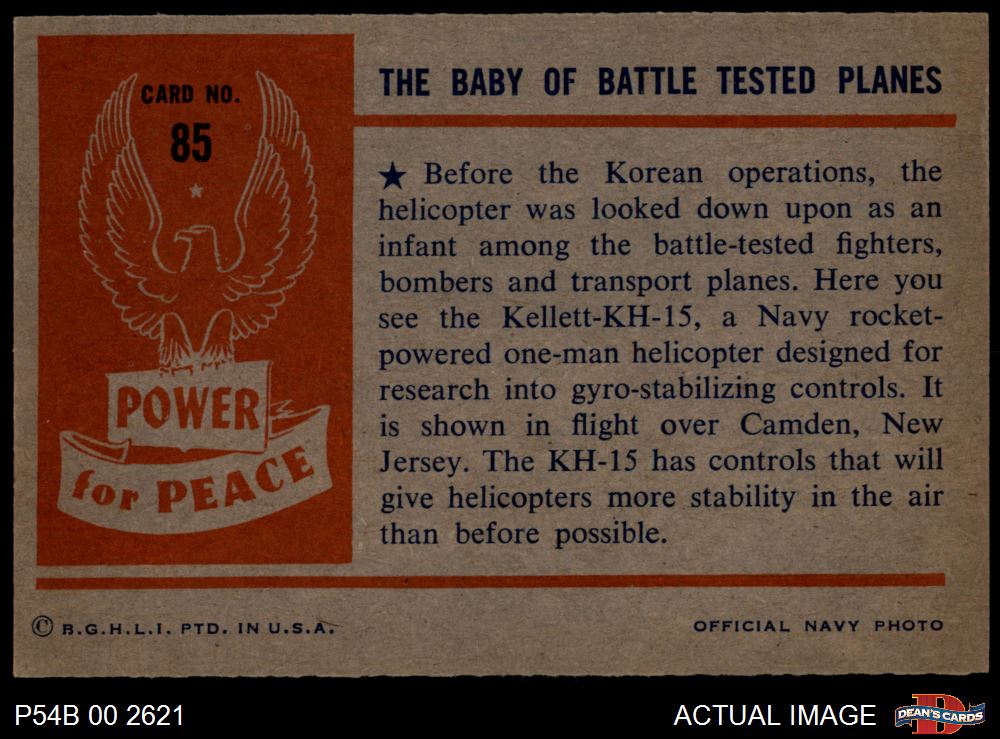 CARD NO.
85
POWER
for PEACE
THE BABY OF BATTLE TESTED PLANES
★ Before the Korean operations, the
helicopter was looked down upon as an
infant among the battle-tested fighters,
bombers and transport planes. Here you
see the Kellett-KH-15, a Navy rocket-
powered one-man helicopter designed for
research into gyro-stabilizing controls. It
is shown in flight over Camden, New
Jersey. The KH-15 has controls that will
give helicopters more stability in the air
than before possible.
© B.G.H.L.I. PTD. IN U.S.A.
OFFICIAL NAVY PHOTO
P54B 00 2621
ACTUAL IMAGE
D
DEAN'S CARDS